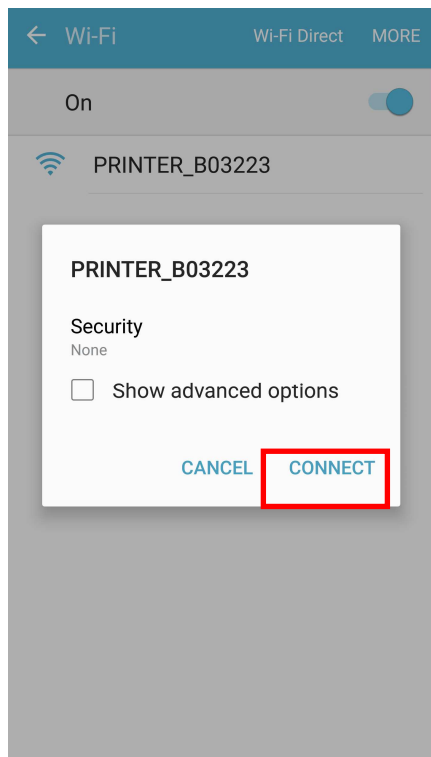 Wi-Fi Wi-Fi Direct MORE
On
PRINTER_B03223
PRINTER_B03223
Security
None
Show advanced options
CANCEL CONNECT